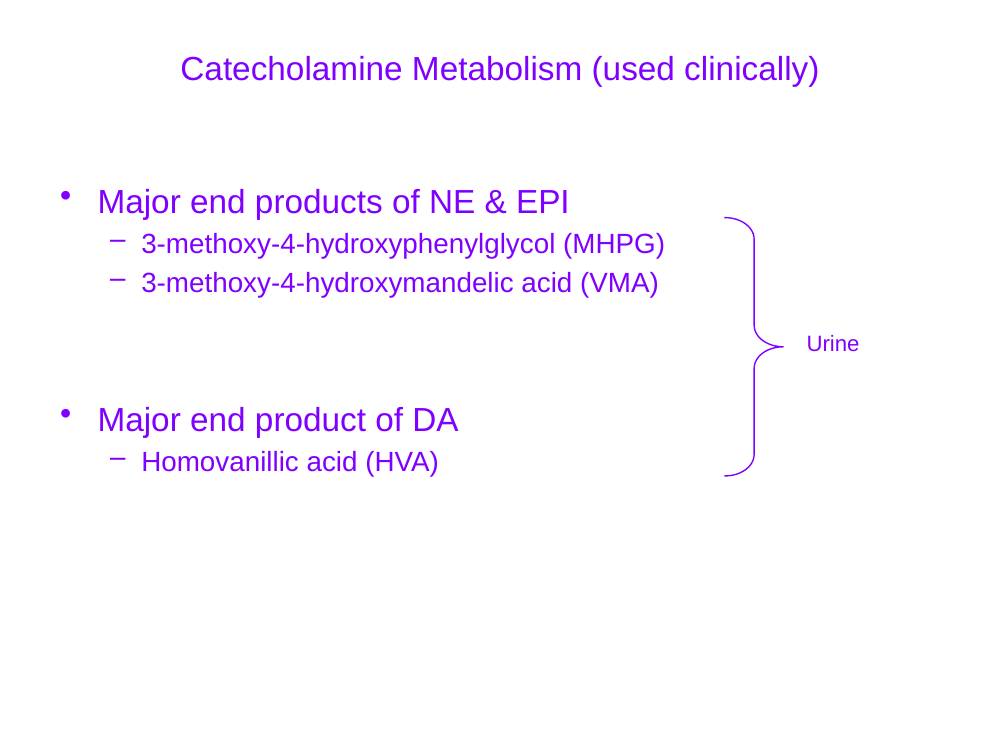 Catecholamine Metabolism (used clinically)
• Major end products of NE & EPI
– 3-methoxy-4-hydroxyphenylglycol (MHPG)
– 3-methoxy-4-hydroxymandelic acid (VMA)
Urine
• Major end product of DA
– Homovanillic acid (HVA)